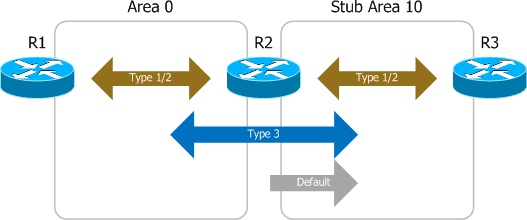 Area 0
Stub Area 10
R1
R2
R3
Type 1/2
Type 1/2
Type 3
Default